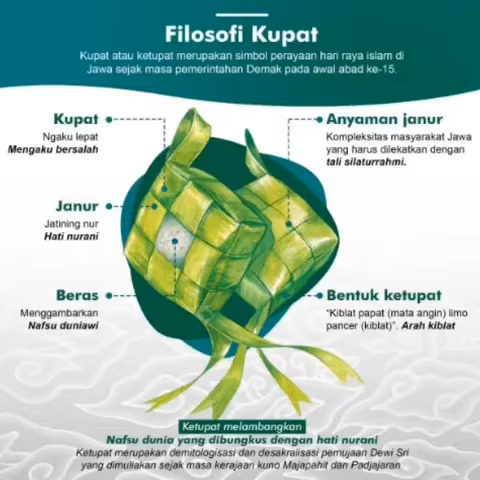 Filosofi Kupat
Kupat atau ketupat merupakan simbol perayaan hari raya islam di
Jawa sejak masa pemerintahan Demak pada awal abad ke-15.
Kupat
Ngaku lepat
Mengaku bersalah
Anyaman janur
Kompleksitas masyarakat Jawa
yang harus dilekatkan dengan
tali silaturrahmi.
Janur
Jatining nur
Hati nurani
Beras
Menggambarkan
Nafsu duniawi
Bentuk ketupat
"Kiblat papat (mata angin) limo
pancer (kiblat)". Arah kiblat
Ketupat melambangkan
Nafsu dunia yang dibungkus dengan hati nurani
Ketupat merupakan demitologisasi dan desakralisasi pemujaan Dewi Sri
yang dimuliakan sejak masa kerajaan kuno Majapahit dan Padjajaran